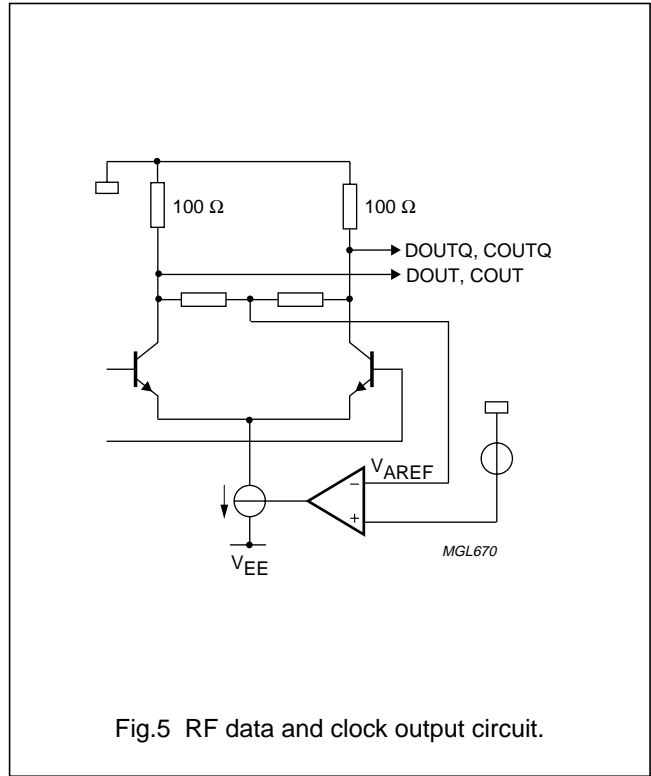 100 Ω
100 Ω
DOUTQ, COUTQ
DOUT, COUT
VAREF
−
+
MGL670
VEE
Fig.5 RF data and clock output circuit.